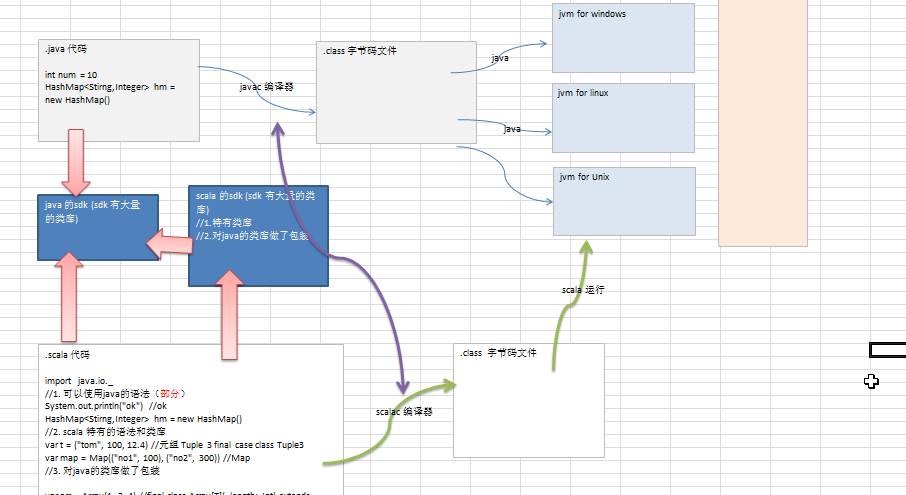 .java 代码
int num = 10
HashMap<Stirng,Integer> hm =
new HashMap()
javac 编译器
.class 字节码文件
java
java
jvm for windows
jvm for linux
jvm for Unix
java 的sdk (sdk 有大量
的类库)
scala 的sdk (sdk 有大量的类
库)
//1.特有类库
//2.对java的类库做了包装
scala 运行
.scala 代码
import java.io._
//1. 可以使用java的语法（部分）
System.out.println("ok") //ok
HashMap<Stirng,Integer> hm = new HashMap()
//2. scala 特有的语法和类库
var t = ("tom", 100, 12.4) //元组 Tuple 3 final case class Tuple3
var map = Map(("no1", 100), ("no2", 300)) //Map
//3. 对java的类库做了包装
scalac 编译器
.class 字节码文件